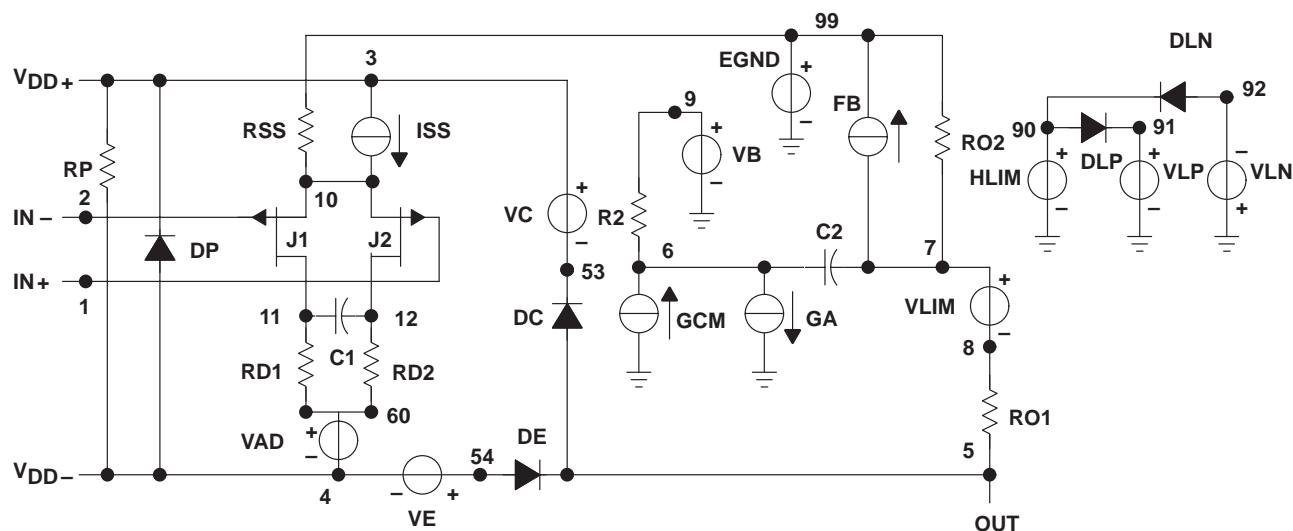 99
DLN
3
VDD+
EGND
+
−
FB
9
92
RSS
ISS
+
VB
−
90
91
RO2
DLP
RP
10
HLIM
+
−
+
−
VLP
−
+
VLN
2
IN−
VC
+
−
R2
C2
J1
J2
6
7
DP
IN+
1
53
+
VLIM
−
11
12
DC
GCM
GA
C1
8
RD1
RD2
60
RO1
VAD
+
−
DE
54
5
VDD−
4
−
+
VE
OUT